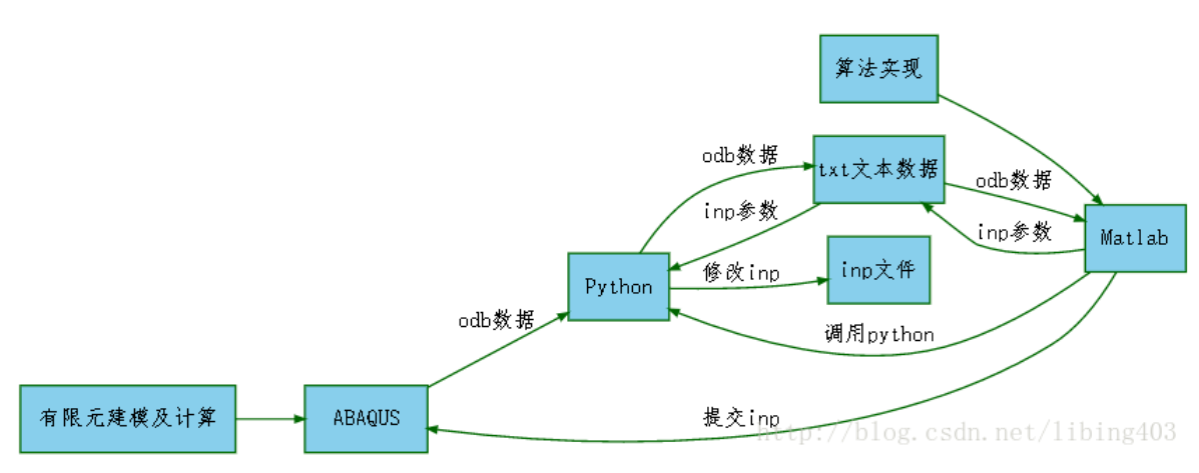 算法实现
odb数据
txt文本数据
odb数据
inp参数
inp参数
Matlab
修改inp
inp文件
Python
odb数据
调用python
有限元建模及计算
ABAQUS
提交inp
http://blog.csdn.net/libing403